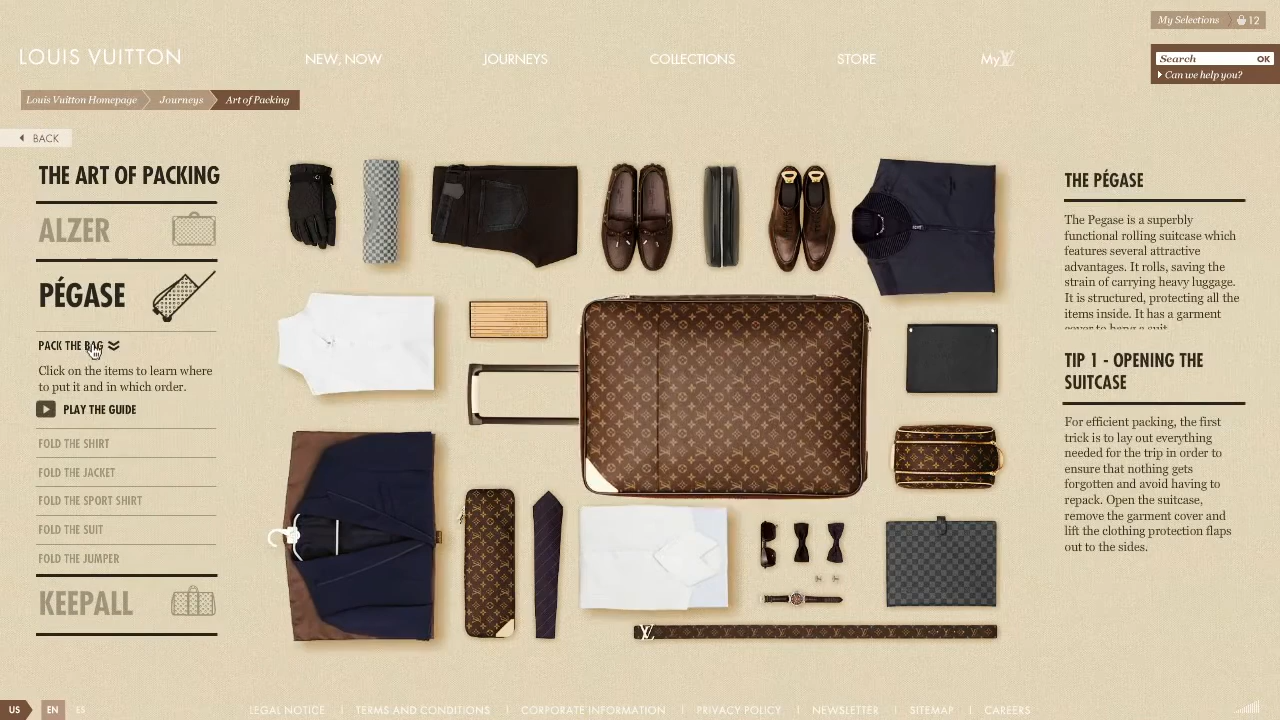 My Selections
12
LOUIS VUITTON
NEW, NOW
JOURNEYS
COLLECTIONS
STORE
My LV
Search
OK
Can we help you?
Louis Vuitton Homepage
Journeys
Art of Packing
BACK
THE ART OF PACKING
ALZER
PÉGASE
PACK THE BAG
Click on the items to learn where
to put it and in which order.
PLAY THE GUIDE
FOLD THE SHIRT
FOLD THE JACKET
FOLD THE SPORT SHIRT
FOLD THE SUIT
FOLD THE JUMPER
KEEPALL
THE PÉGASE
The Pegase is a superbly
functional rolling suitcase which
features several attractive
advantages. It rolls, saving the
strain of carrying heavy luggage.
It is structured, protecting all the
items inside. It has a garment
cover to hang a suit
TIP 1 - OPENING THE
SUITCASE
For efficient packing, the first
trick is to lay out everything
needed for the trip in order to
ensure that nothing gets
forgotten and avoid having to
repack. Open the suitcase,
remove the garment cover and
lift the clothing protection flaps
out to the sides.
US
EN
ES
LEGAL NOTICE
TERMS AND CONDITIONS
CORPORATE INFORMATION
PRIVACY POLICY
NEWSLETTER
SITEMAP
CAREERS